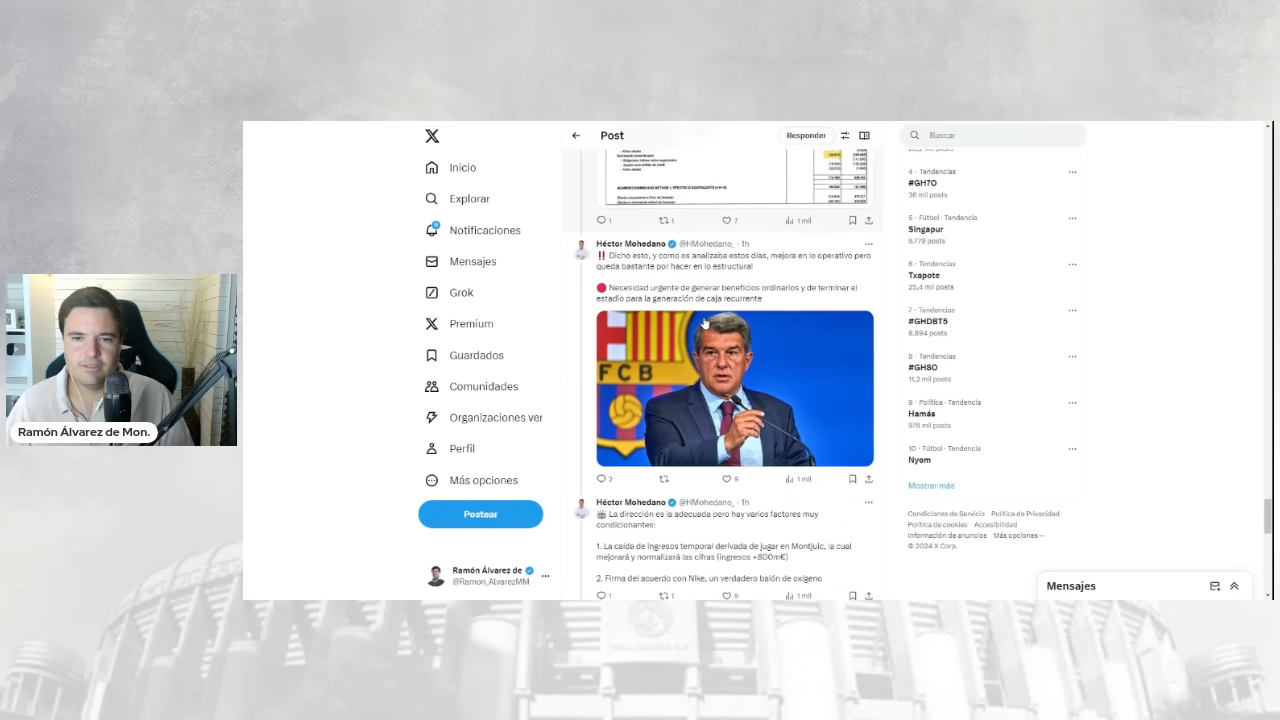 Post
Responder
Buscar
Inicio
Explorar
Notificaciones
Mensajes
Grok
Premium
Guardados
Comunidades
Organizaciones ver
Perfil
Más opciones
Postear
Ramón Álvarez de
@Ramon_AlvarezMM
Ramón Álvarez de Mon.
1
1
7
1 mil
Héctor Mohedano @HMohedano_ · 1h
‼️ Dicho esto, y como os analizaba estos días, mejora en lo operativo pero
queda bastante por hacer en lo estructural
🔴 Necesidad urgente de generar beneficios ordinarios y de terminar el
estadio para la generación de caja recurrente
FCB
2
9
1 mil
Héctor Mohedano @HMohedano_ · 1h
La dirección es la adecuada pero hay varios factores muy
condicionantes:
1. La caída de ingresos temporal derivada de jugar en Montjuïc, la cual
mejorará y normalizará las cifras (ingresos +800m€)
2. Firma del acuerdo con Nike, un verdadero balón de oxígeno
1
1
9
1 mil
4 · Tendencias
#GH7O
36 mil posts
5 · Fútbol · Tendencia
Singapur
8.779 posts
6 · Tendencias
Txapote
25,4 mil posts
7 · Tendencias
#GHDBT5
8.894 posts
8 · Tendencias
#GH8O
11,2 mil posts
9 · Política · Tendencia
Hamás
976 mil posts
10 · Fútbol · Tendencia
Nyom
Mostrar más
Condiciones de Servicio Política de Privacidad
Política de cookies Accesibilidad
Información de anuncios Más opciones
© 2024 X Corp.
Mensajes